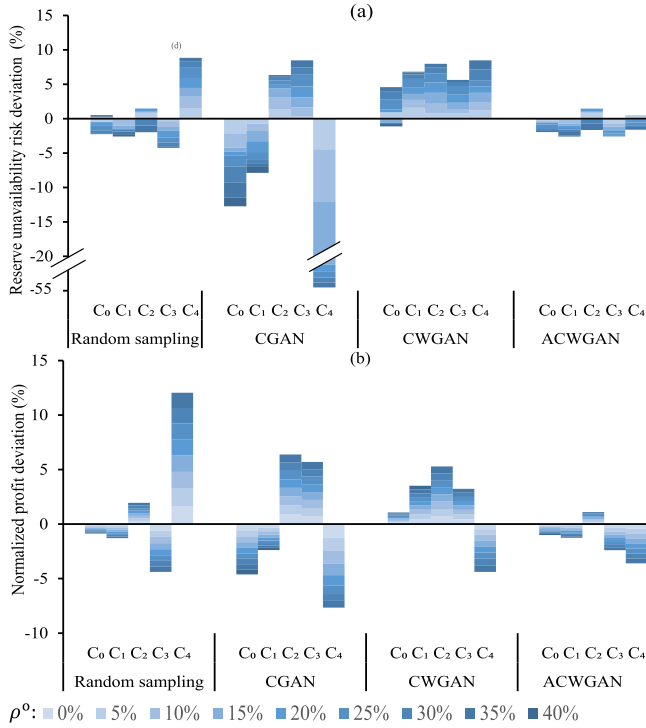 (a)
Reserve unavailability risk deviation (%)
15
10
5
0
-5
-10
-15
-20
-55
(d)
C₀ C₁ C₂ C₃ C₄ C₀ C₁ C₂ C₃ C₄ C₀ C₁ C₂ C₃ C₄ C₀ C₁ C₂ C₃ C₄
Random sampling CGAN CWGAN ACWGAN
(b)
Normalized profit deviation (%)
15
10
5
0
-5
-10
C₀ C₁ C₂ C₃ C₄ C₀ C₁ C₂ C₃ C₄ C₀ C₁ C₂ C₃ C₄ C₀ C₁ C₂ C₃ C₄
Random sampling CGAN CWGAN ACWGAN
ρ⁰: 0% 5% 10% 15% 20% 25% 30% 35% 40%